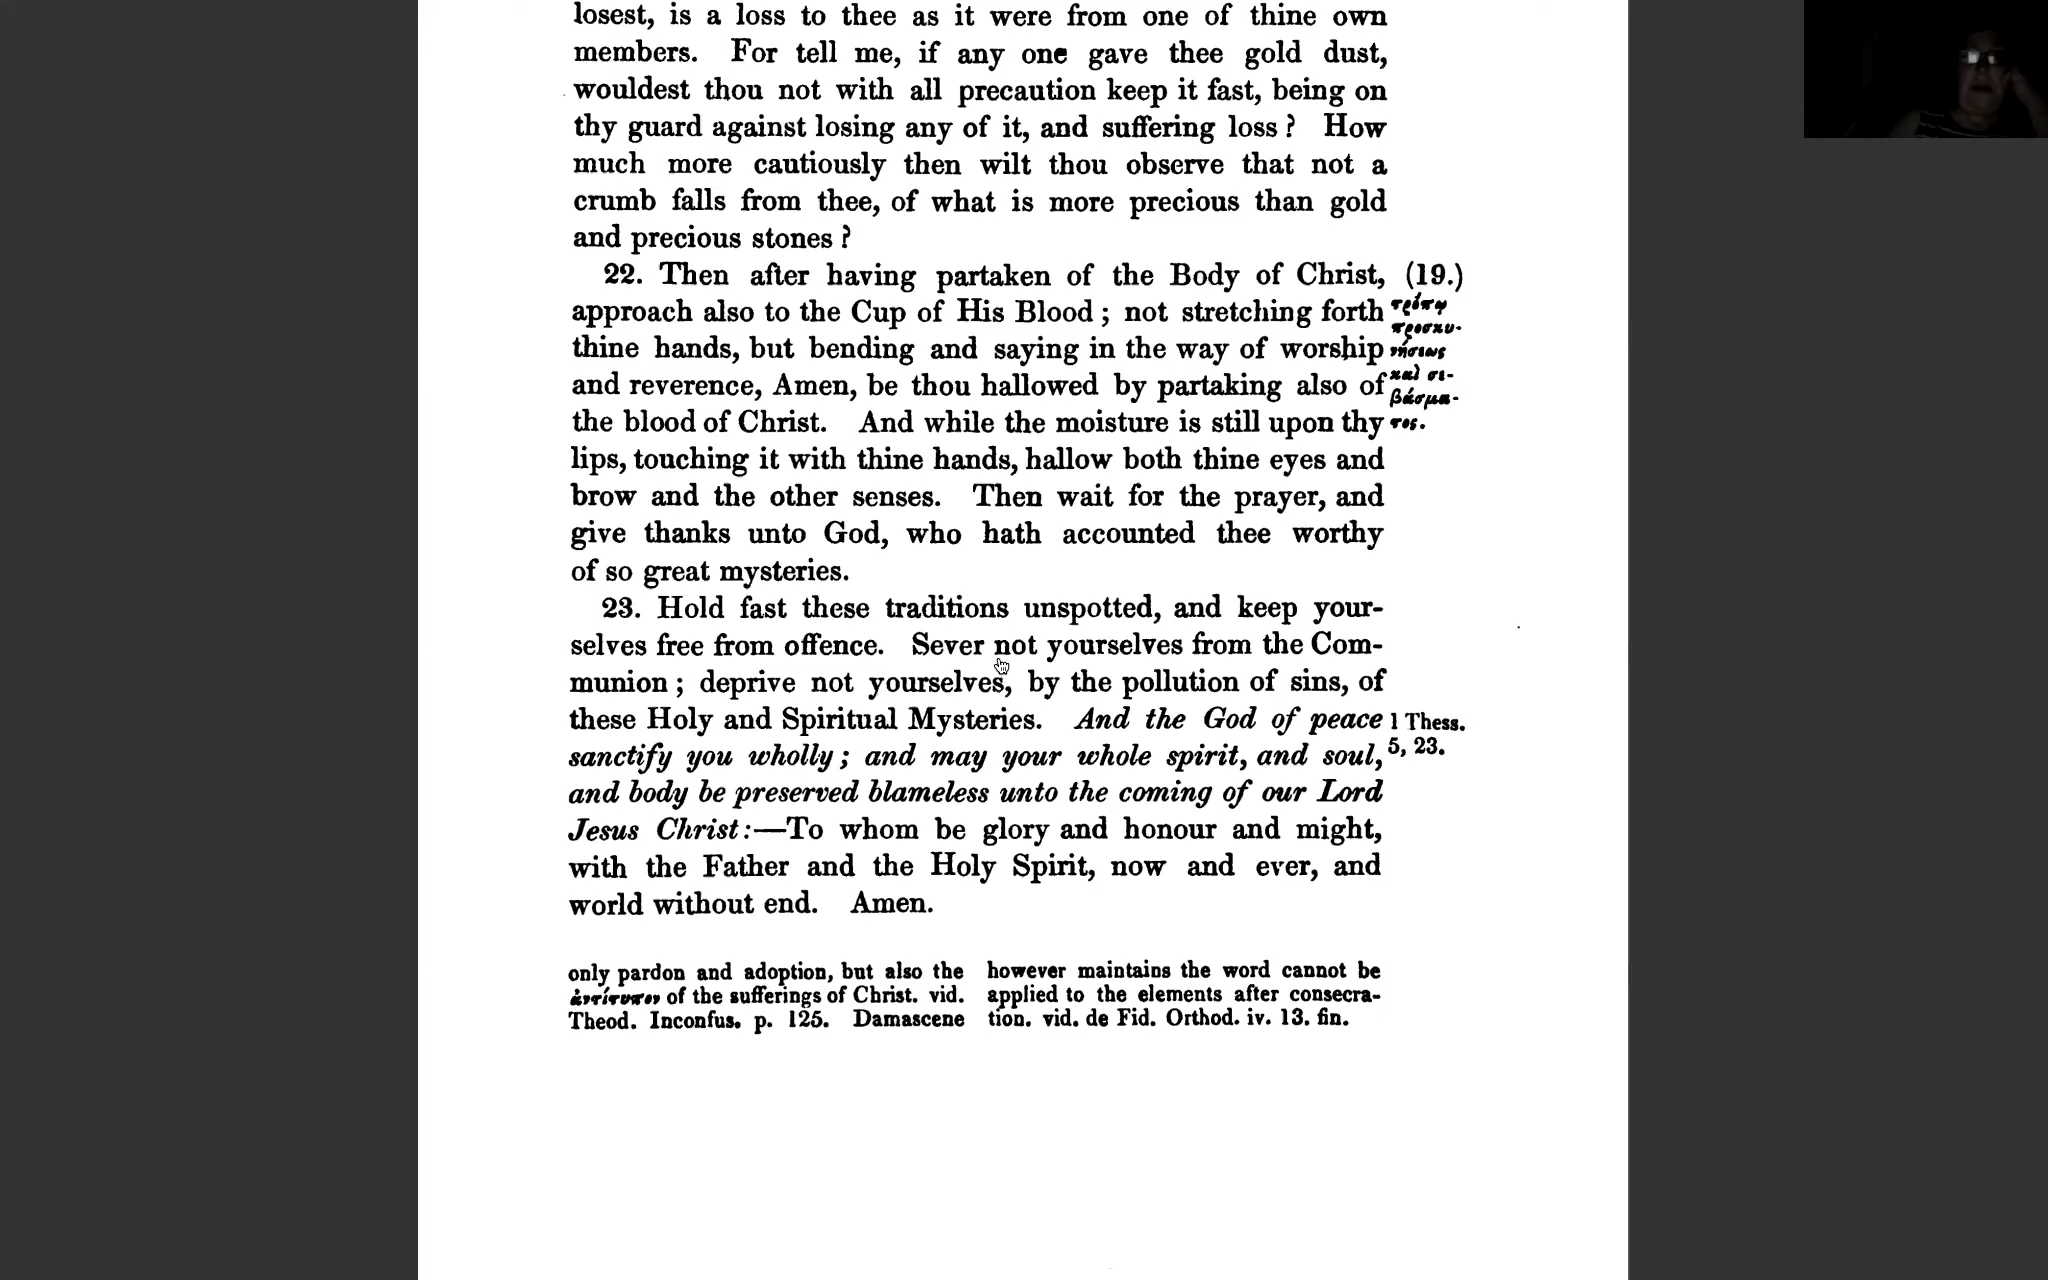 losest, is a loss to thee as it were from one of thine own
members. For tell me, if any one gave thee gold dust,
wouldest thou not with all precaution keep it fast, being on
thy guard against losing any of it, and suffering loss? How
much more cautiously then wilt thou observe that not a
crumb falls from thee, of what is more precious than gold
and precious stones?
22. Then after having partaken of the Body of Christ, (19.)
approach also to the Cup of His Blood; not stretching forth τρόπῳ
προσκυ-
thine hands, but bending and saying in the way of worship νήσεως
and reverence, Amen, be thou hallowed by partaking also of καὶ σε-
βάσμα-
the blood of Christ. And while the moisture is still upon thy τος.
lips, touching it with thine hands, hallow both thine eyes and
brow and the other senses. Then wait for the prayer, and
give thanks unto God, who hath accounted thee worthy
of so great mysteries.
23. Hold fast these traditions unspotted, and keep your-
selves free from offence. Sever not yourselves from the Com-
munion; deprive not yourselves, by the pollution of sins, of
these Holy and Spiritual Mysteries. And the God of peace 1 Thess.
sanctify you wholly; and may your whole spirit, and soul, 5, 23.
and body be preserved blameless unto the coming of our Lord
Jesus Christ:—To whom be glory and honour and might,
with the Father and the Holy Spirit, now and ever, and
world without end. Amen.
only pardon and adoption, but also the
ἀντίτυπον of the sufferings of Christ. vid.
Theod. Inconfus. p. 125. Damascene
however maintains the word cannot be
applied to the elements after consecra-
tion. vid. de Fid. Orthod. iv. 13. fin.